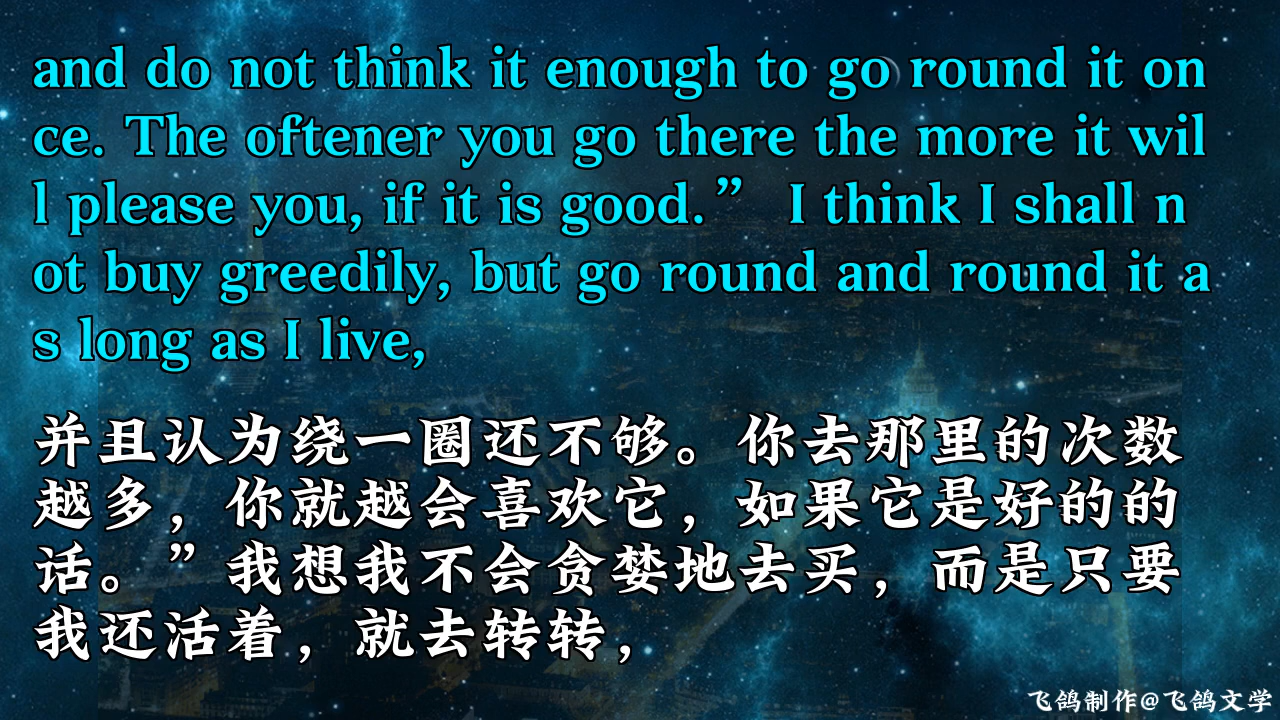 and do not think it enough to go round it on
ce. The oftener you go there the more it wil
l please you, if it is good.” I think I shall n
ot buy greedily, but go round and round it a
s long as I live,
并且认为绕一圈还不够。你去那里的次数
越多，你就越会喜欢它，如果它是好的的
话。”我想我不会贪婪地去买，而是只要
我还活着，就去转转，
飞鸽制作@飞鸽文学